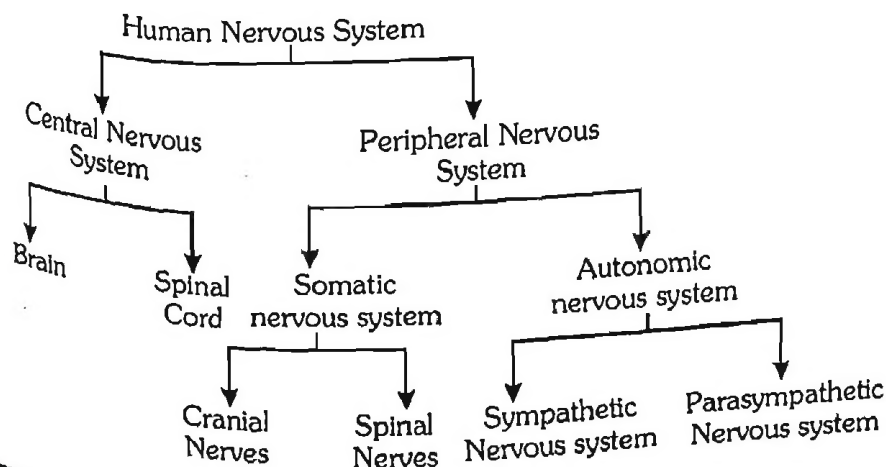 Human Nervous System
Central Nervous
System
Peripheral Nervous
System
Brain
Spinal
Cord
Somatic
nervous system
Autonomic
nervous system
Cranial
Nerves
Spinal
Nerves
Sympathetic
Nervous system
Parasympathetic
Nervous system